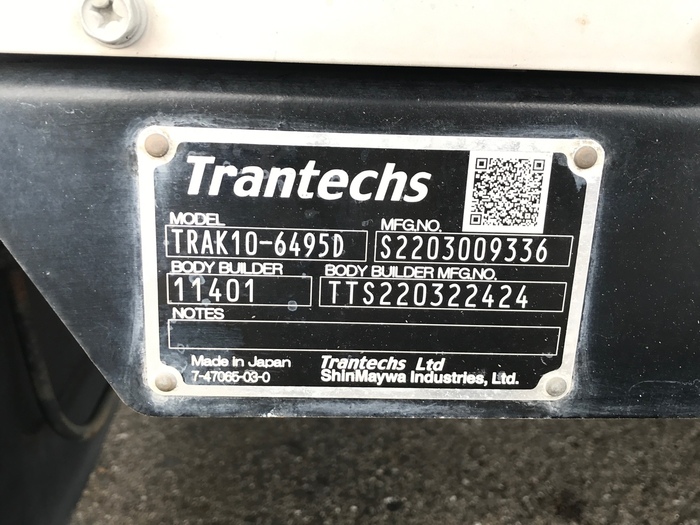 Trantechs
MODEL MFG.NO.
TRAK10-6495D S2203009336
BODY BUILDER BODY BUILDER MFG.NO.
11401 TTS220322424
NOTES
Made in Japan Trantechs Ltd
7-47065-03-0 ShinMaywa Industries, Ltd.